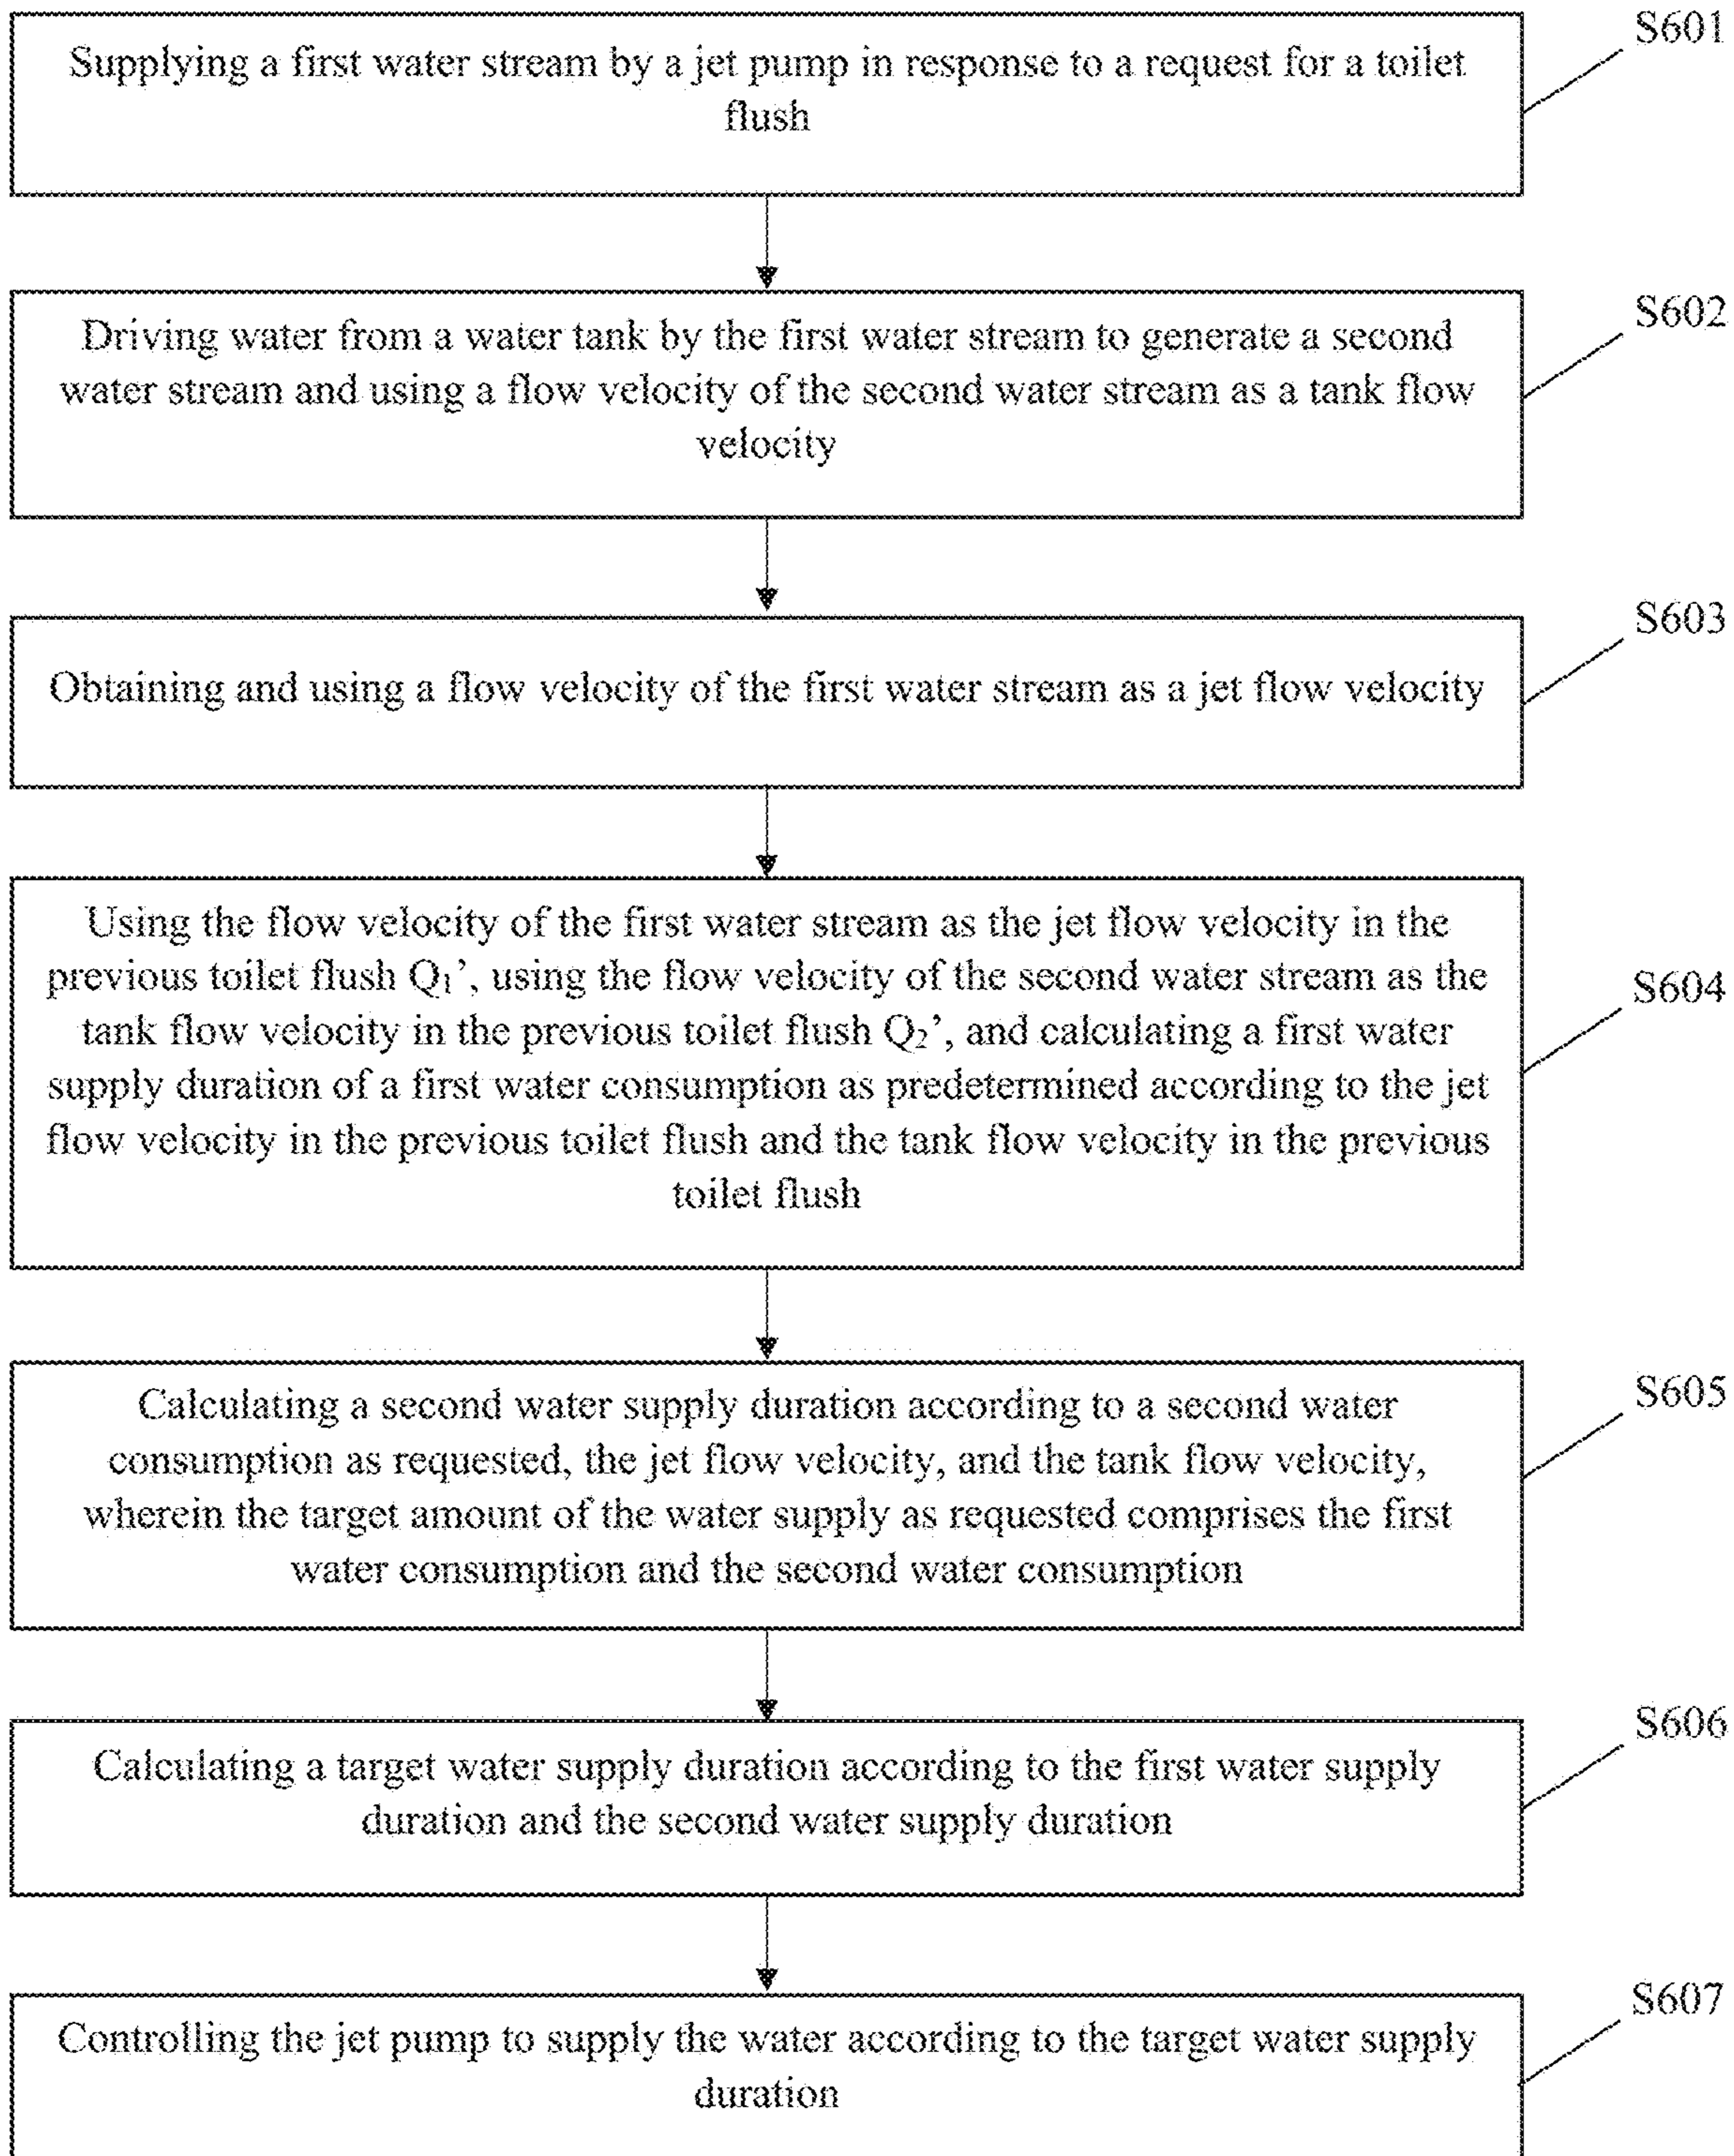 S601
Supplying a first water stream by a jet pump in response to a request for a toilet
flush
S602
Driving water from a water tank by the first water stream to generate a second
water stream and using a flow velocity of the second water stream as a tank flow
velocity
S603
Obtaining and using a flow velocity of the first water stream as a jet flow velocity
S604
Using the flow velocity of the first water stream as the jet flow velocity in the
previous toilet flush Q₁’, using the flow velocity of the second water stream as the
tank flow velocity in the previous toilet flush Q₂’, and calculating a first water
supply duration of a first water consumption as predetermined according to the jet
flow velocity in the previous toilet flush and the tank flow velocity in the previous
toilet flush
S605
Calculating a second water supply duration according to a second water
consumption as requested, the jet flow velocity, and the tank flow velocity,
wherein the target amount of the water supply as requested comprises the first
water consumption and the second water consumption
S606
Calculating a target water supply duration according to the first water supply
duration and the second water supply duration
S607
Controlling the jet pump to supply the water according to the target water supply
duration